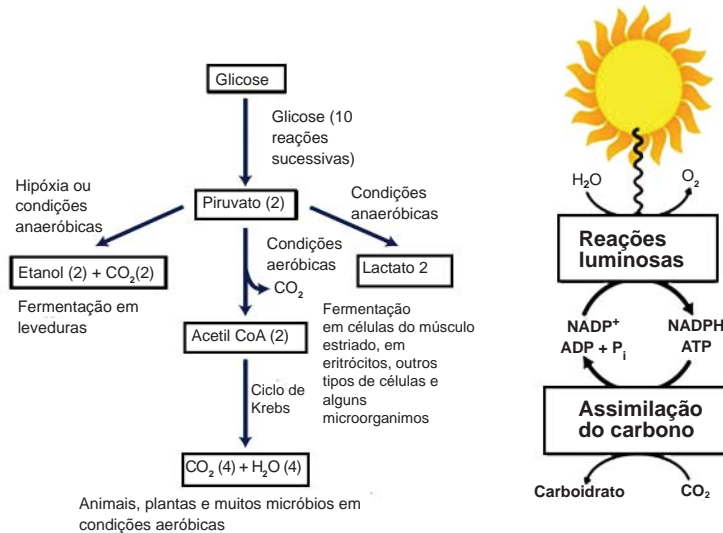 Glicose
Glicose (10
reações
sucessivas)
Hipóxia ou
condições
anaeróbicas
Piruvato (2)
Condições
anaeróbicas
Etanol (2) + CO₂(2)
Condições
aeróbicas
Lactato 2
CO₂
Fermentação em
leveduras
Fermentação
em células do músculo
estriado, em
eritrócitos, outros
tipos de células e
alguns
microorganimos
Acetil CoA (2)
Ciclo de
Krebs
CO₂ (4) + H₂O (4)
Animais, plantas e muitos micróbios em
condições aeróbicas
H₂O
O₂
Reações
luminosas
NADP⁺
ADP + Pᵢ
NADPH
ATP
Assimilação
do carbono
Carboidrato
CO₂